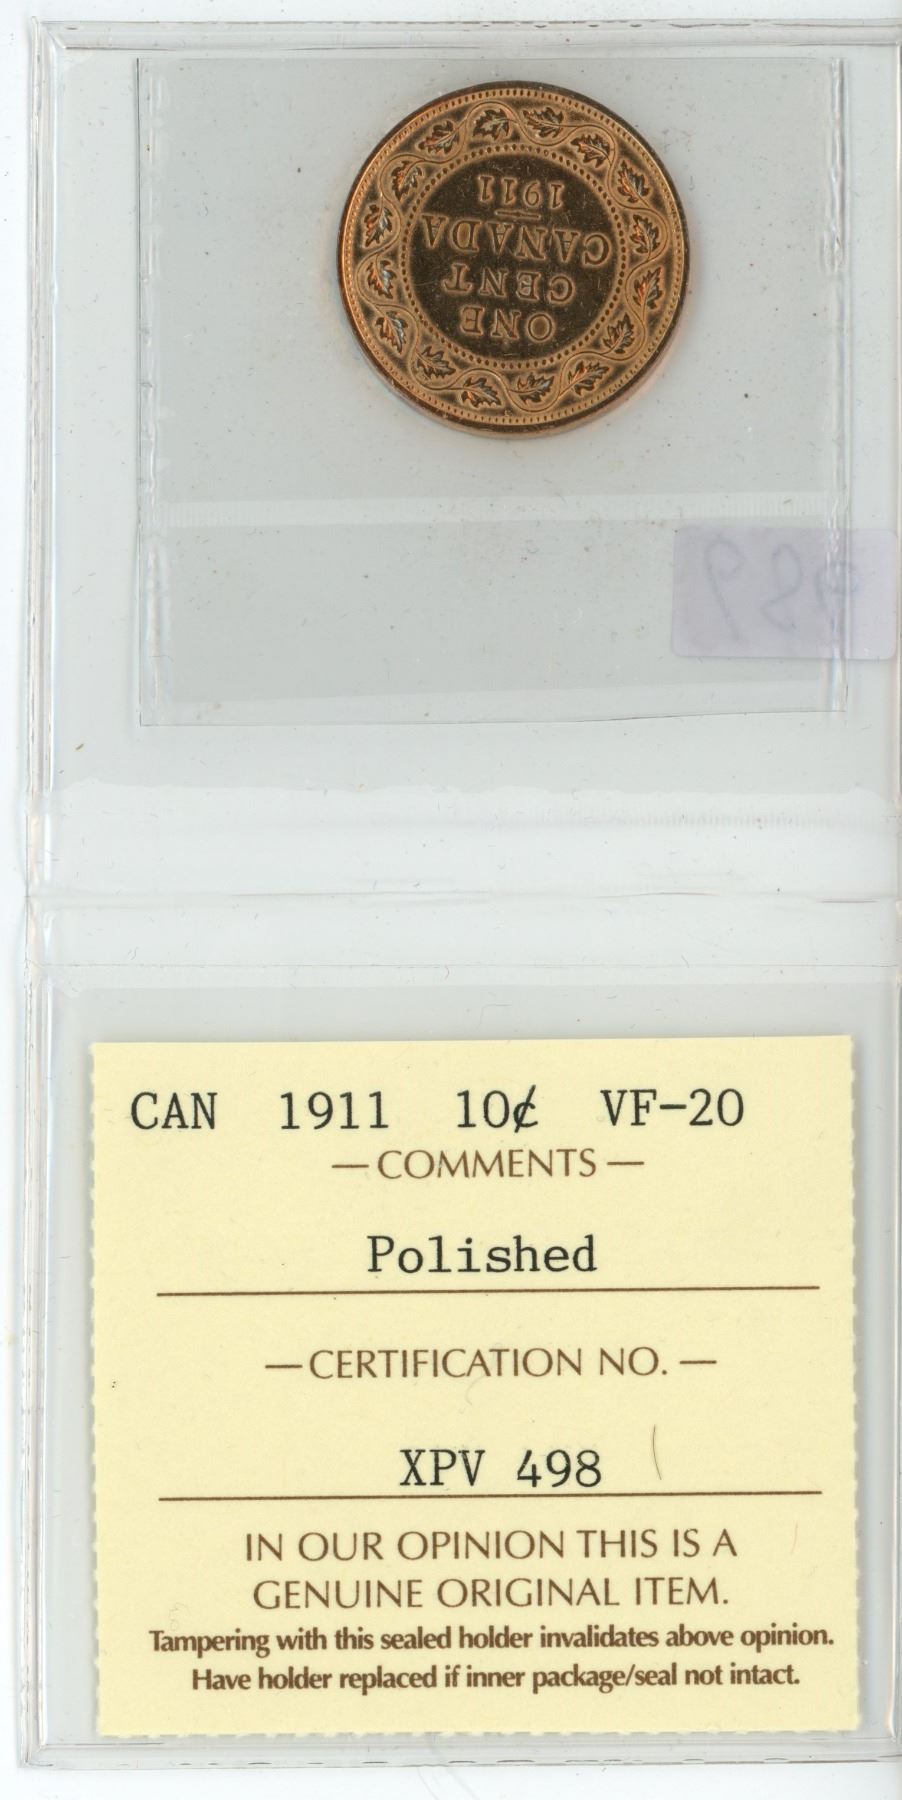 ONE
CENT
CANADA
1911
989
CAN 1911 10¢ VF-20
—COMMENTS—
Polished
—CERTIFICATION NO.—
XPV 498
IN OUR OPINION THIS IS A
GENUINE ORIGINAL ITEM.
Tampering with this sealed holder invalidates above opinion.
Have holder replaced if inner package/seal not intact.